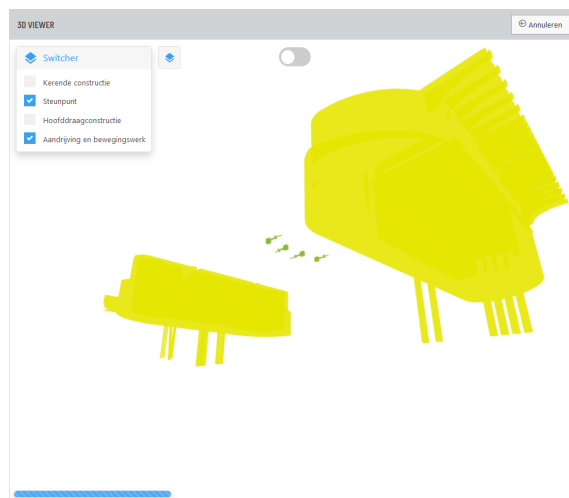 3D VIEWER
Annuleren
Switcher
Kerende constructie
Steunpunt
Hoofddraagconstructie
Aandrijving en bewegingswerk